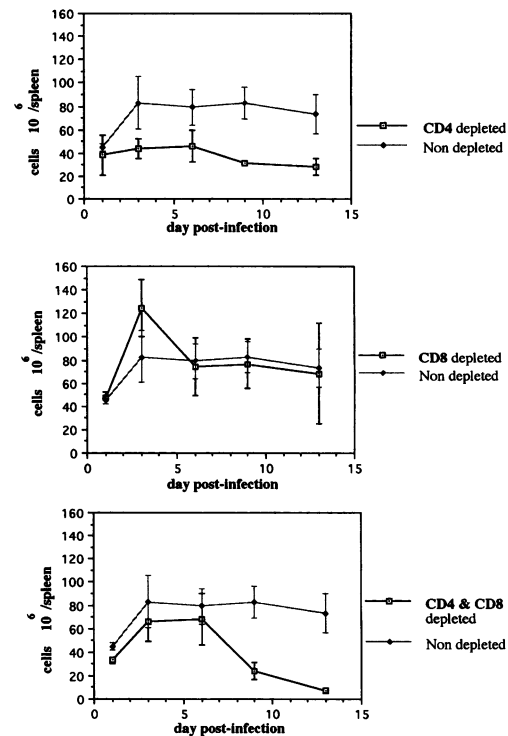 160
140
120
100
80
60
40
20
0
cells 10 6 /spleen
0 5 10 15
day post-infection
CD4 depleted
Non depleted
160
140
120
100
80
60
40
20
0
cells 10 6 /spleen
0 5 10 15
day post-infection
CD8 depleted
Non depleted
160
140
120
100
80
60
40
20
0
cells 10 6 /spleen
0 5 10 15
day post-infection
CD4 & CD8
depleted
Non depleted